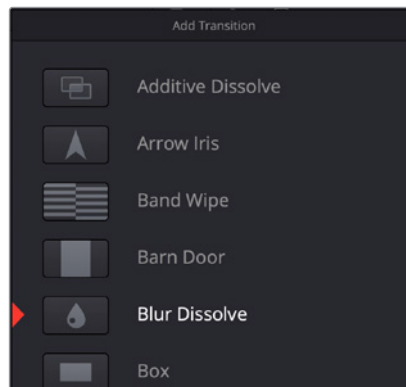 Add Transition
Additive Dissolve
Arrow Iris
Band Wipe
Barn Door
Blur Dissolve
Box